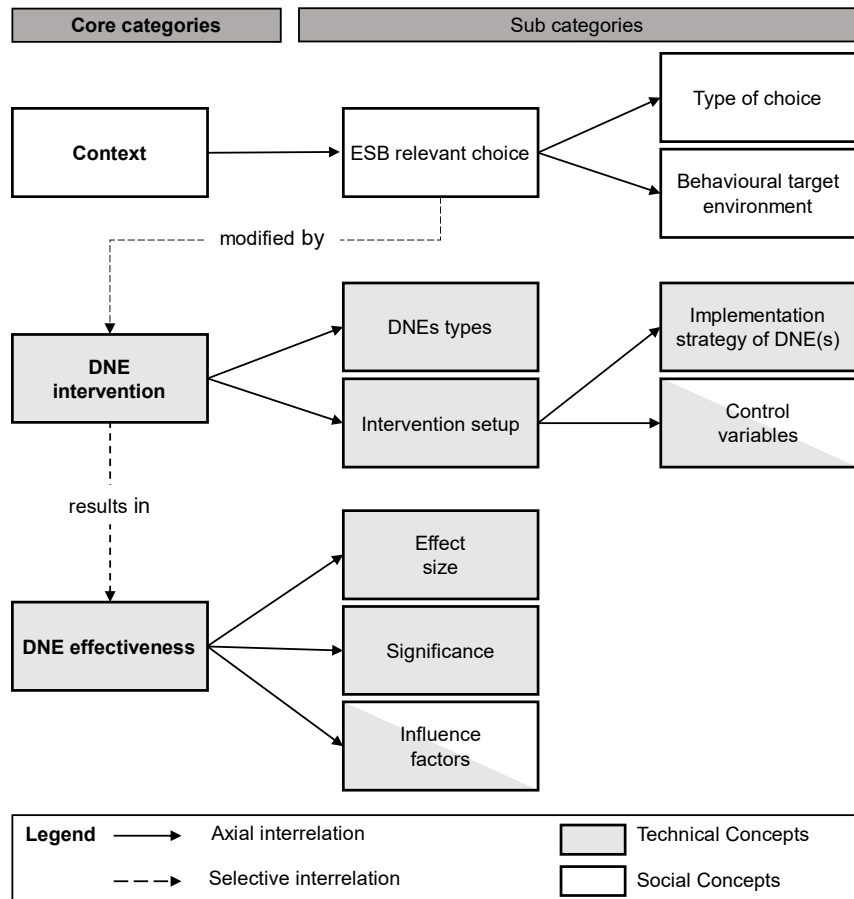 Core categories
Sub categories
Type of choice
Context
ESB relevant choice
Behavioural target
environment
modified by
DNE
intervention
DNEs types
Implementation
strategy of DNE(s)
Intervention setup
Control
variables
results in
Effect
size
DNE effectiveness
Significance
Influence
factors
Legend
Axial interrelation
Technical Concepts
Selective interrelation
Social Concepts